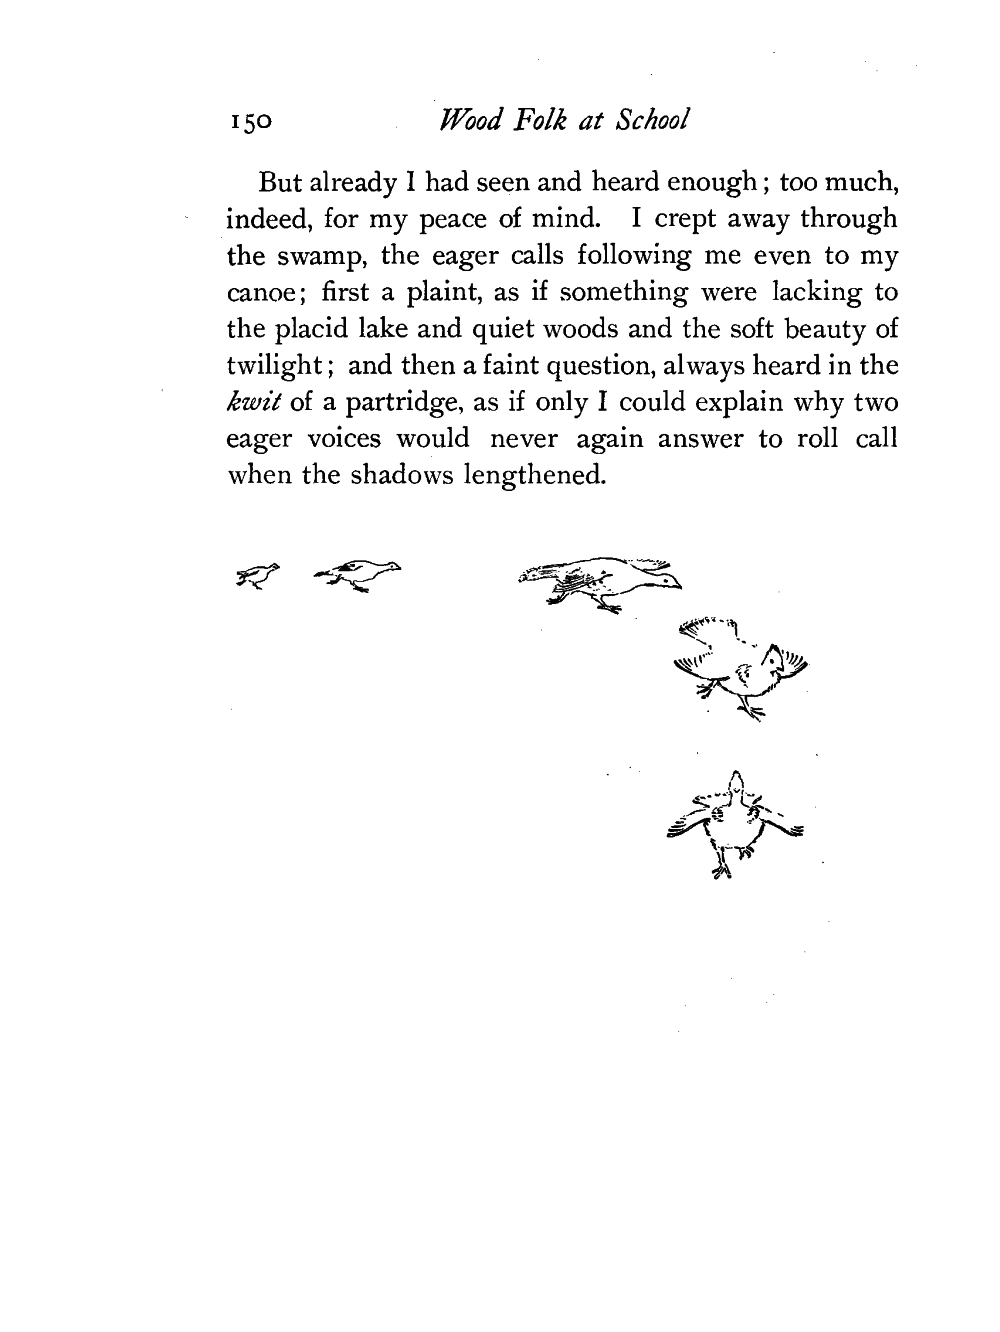 150 Wood Folk at School
But already I had seen and heard enough; too much,
indeed, for my peace of mind. I crept away through
the swamp, the eager calls following me even to my
canoe; first a plaint, as if something were lacking to
the placid lake and quiet woods and the soft beauty of
twilight; and then a faint question, always heard in the
kwit of a partridge, as if only I could explain why two
eager voices would never again answer to roll call
when the shadows lengthened.